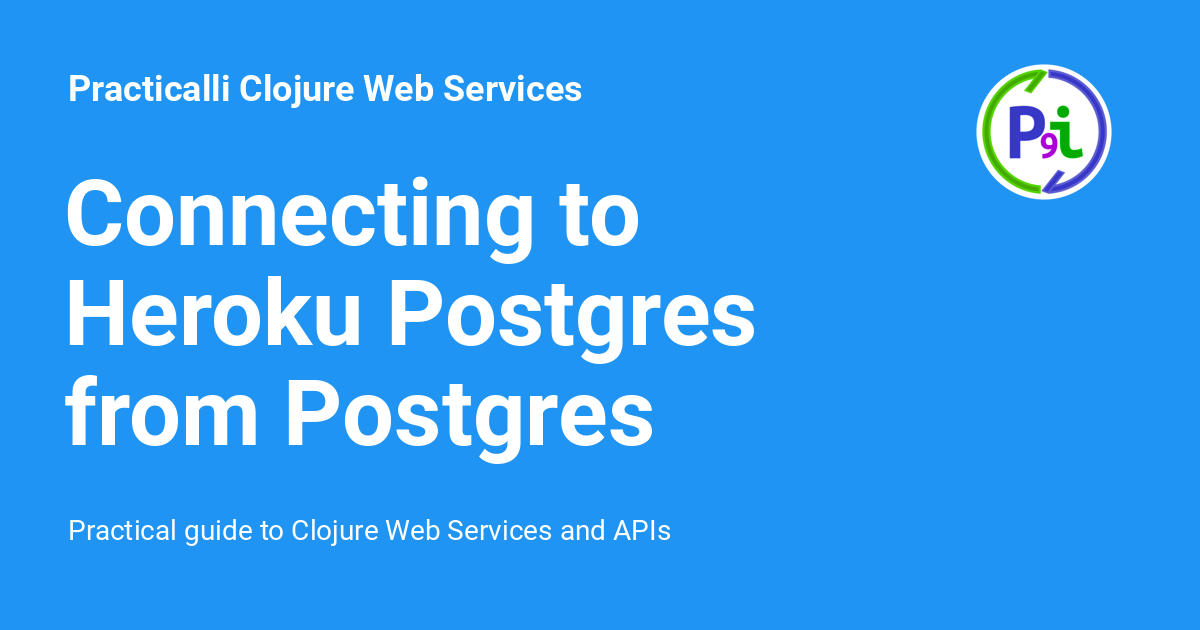 Practicalli Clojure Web Services
P9i
Connecting to
Heroku Postgres
from Postgres
Practical guide to Clojure Web Services and APIs